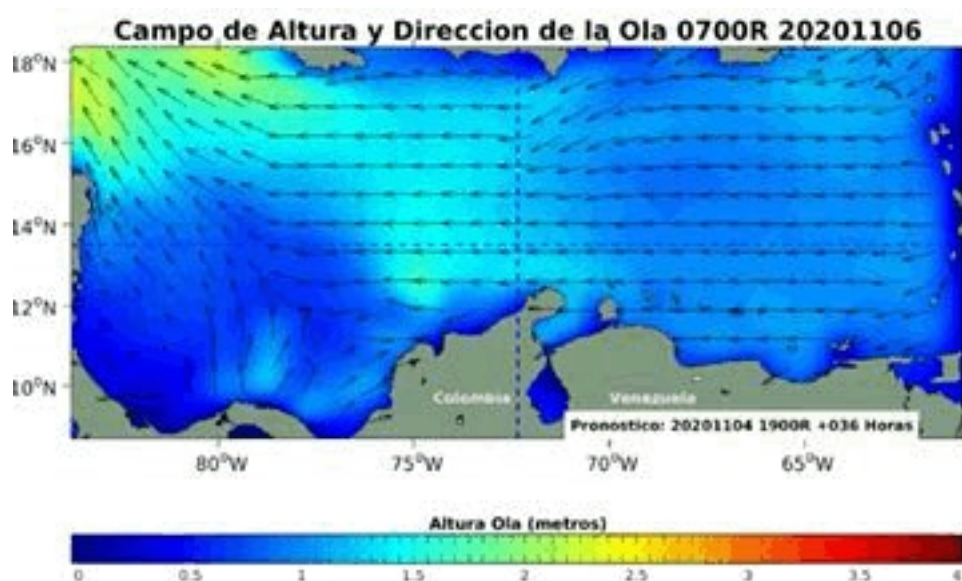 Campo de Altura y Direccion de la Ola 0700R 20201106
18°N
16°N
14°N
12°N
10°N
Colombia
Venezuela
Pronostico: 20201104 1900R +036 Horas
80°W
75°W
70°W
65°W
Altura Ola (metros)
0
0.5
1
1.5
2
2.5
3
3.5
4